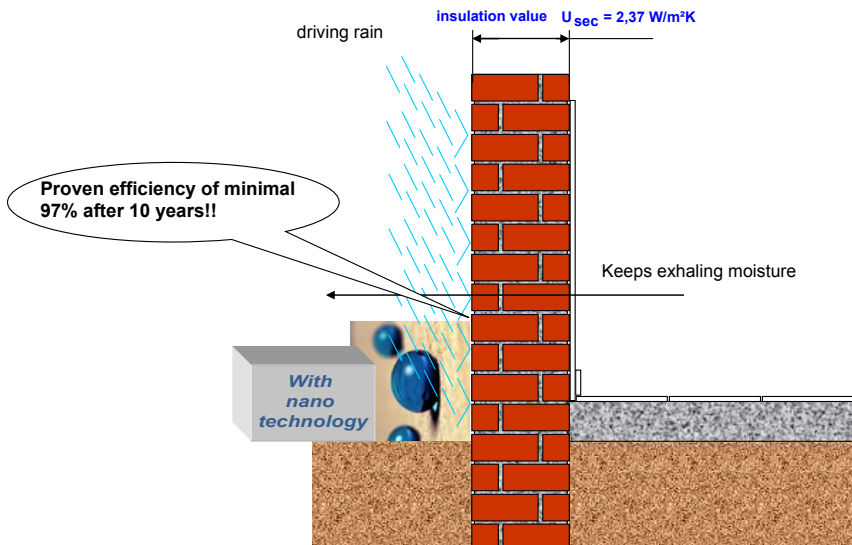 insulation value U sec = 2,37 W/m²K
driving rain
Proven efficiency of minimal
97% after 10 years!!
Keeps exhaling moisture
With
nano
technology